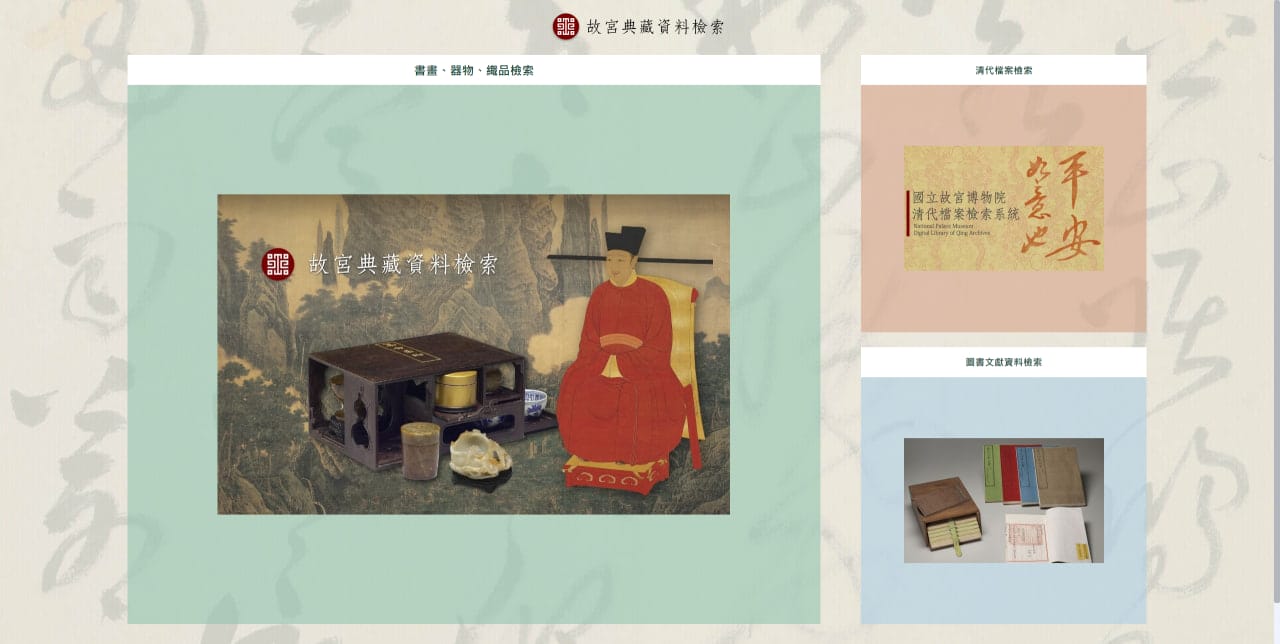 故宮典藏資料檢索
書畫、器物、織品檢索
故宮典藏資料檢索
清代檔案檢索
國立故宮博物院
清代檔案檢索系統
National Palace Museum
Digital Library of Qing Archives
平安
如意也
圖書文獻資料檢索